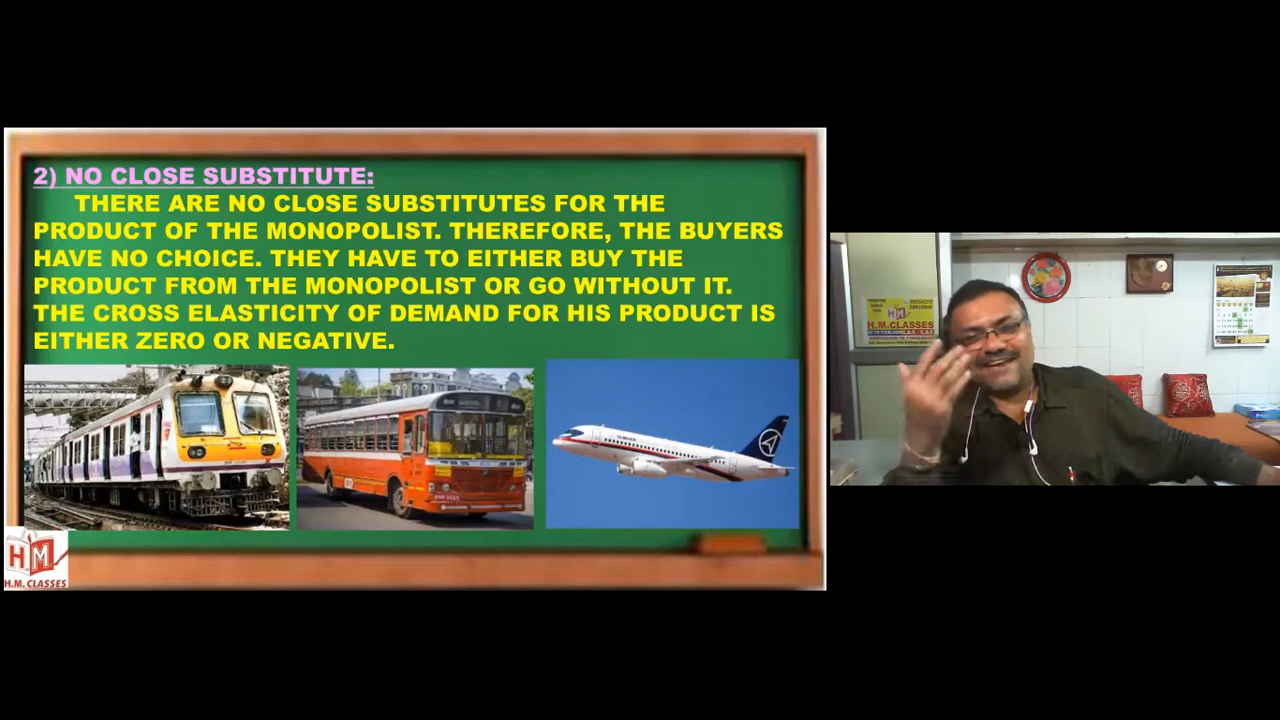 2) NO CLOSE SUBSTITUTE:
THERE ARE NO CLOSE SUBSTITUTES FOR THE
PRODUCT OF THE MONOPOLIST. THEREFORE, THE BUYERS
HAVE NO CHOICE. THEY HAVE TO EITHER BUY THE
PRODUCT FROM THE MONOPOLIST OR GO WITHOUT IT.
THE CROSS ELASTICITY OF DEMAND FOR HIS PRODUCT IS
EITHER ZERO OR NEGATIVE.
HM
H.M. CLASSES
HM
H.M.CLASSES